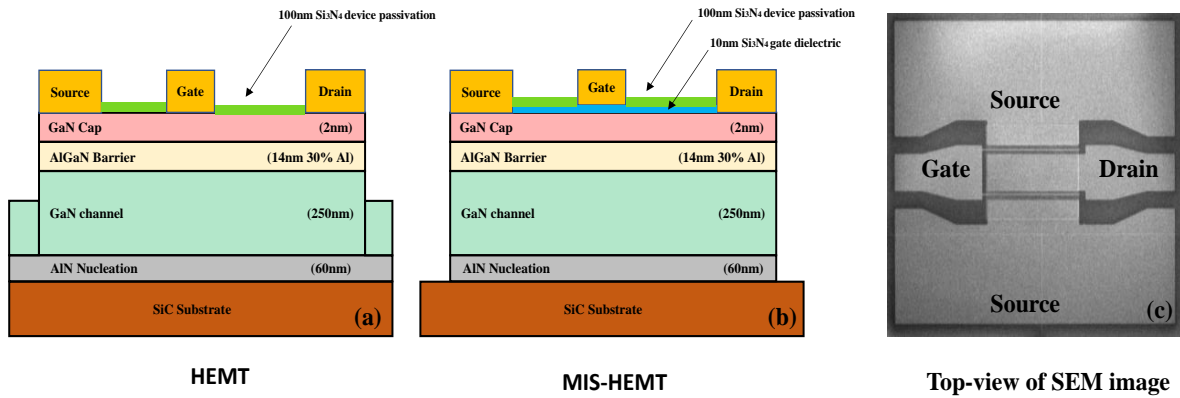 100nm Si₃N₄ device passivation
Source
Gate
Drain
GaN Cap (2nm)
AlGaN Barrier (14nm 30% Al)
GaN channel (250nm)
AlN Nucleation (60nm)
SiC Substrate (a)
HEMT
100nm Si₃N₄ device passivation
10nm Si₃N₄ gate dielectric
Source
Gate
Drain
GaN Cap (2nm)
AlGaN Barrier (14nm 30% Al)
GaN channel (250nm)
AlN Nucleation (60nm)
SiC Substrate (b)
MIS-HEMT
Source
Gate
Drain
Source
(c)
Top-view of SEM image